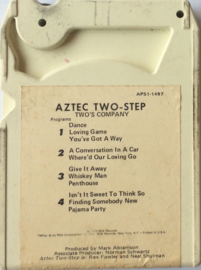 APS1-1497
AZTEC TWO-STEP
TWO'S COMPANY
Programs
1 Dance
Loving Game
You've Got A Way
2 A Conversation In A Car
Where'd Our Loving Go
3 Give It Away
Whiskey Man
Penthouse
4 Isn't It Sweet To Think So
Finding Somebody New
Pajama Party
Produced by Mark Abramson
Associate Producer: Norman Schwartz
Aztec Two-Step is: Rex Fowler and Neal Shulman